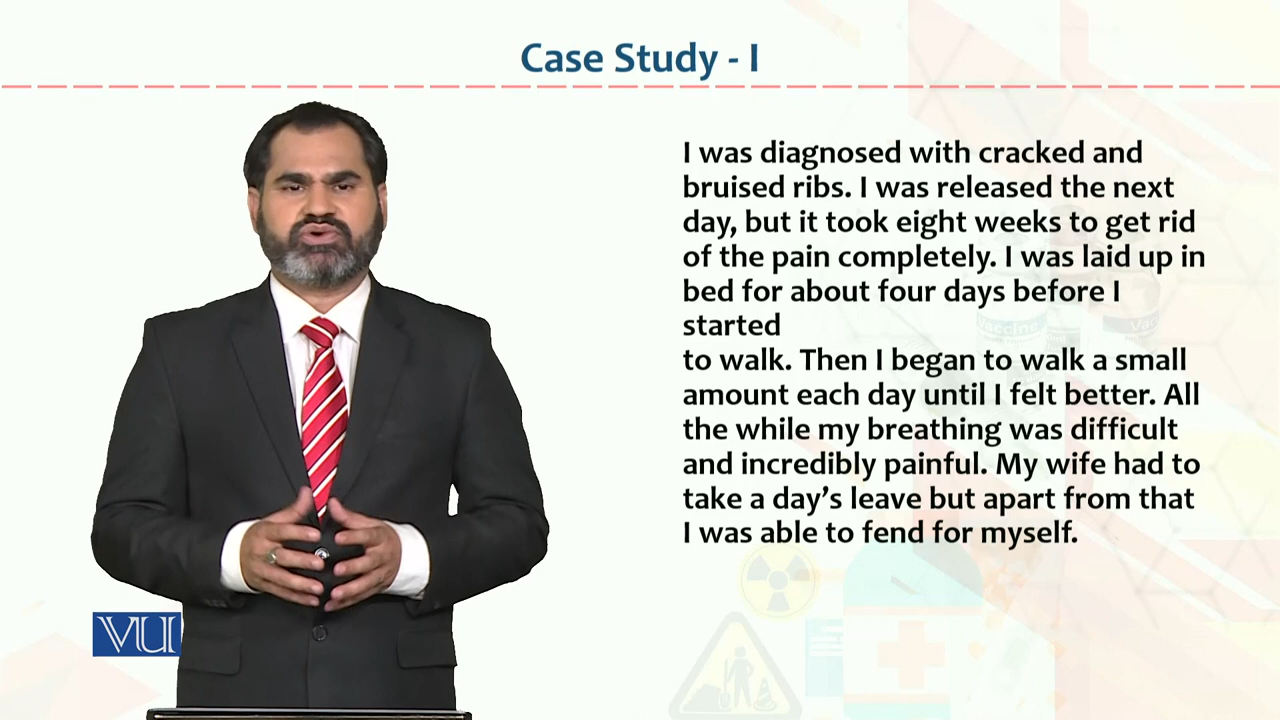 Case Study - I
I was diagnosed with cracked and
bruised ribs. I was released the next
day, but it took eight weeks to get rid
of the pain completely. I was laid up in
bed for about four days before I
started
to walk. Then I began to walk a small
amount each day until I felt better. All
the while my breathing was difficult
and incredibly painful. My wife had to
take a day’s leave but apart from that
I was able to fend for myself.
Vaccine
VU